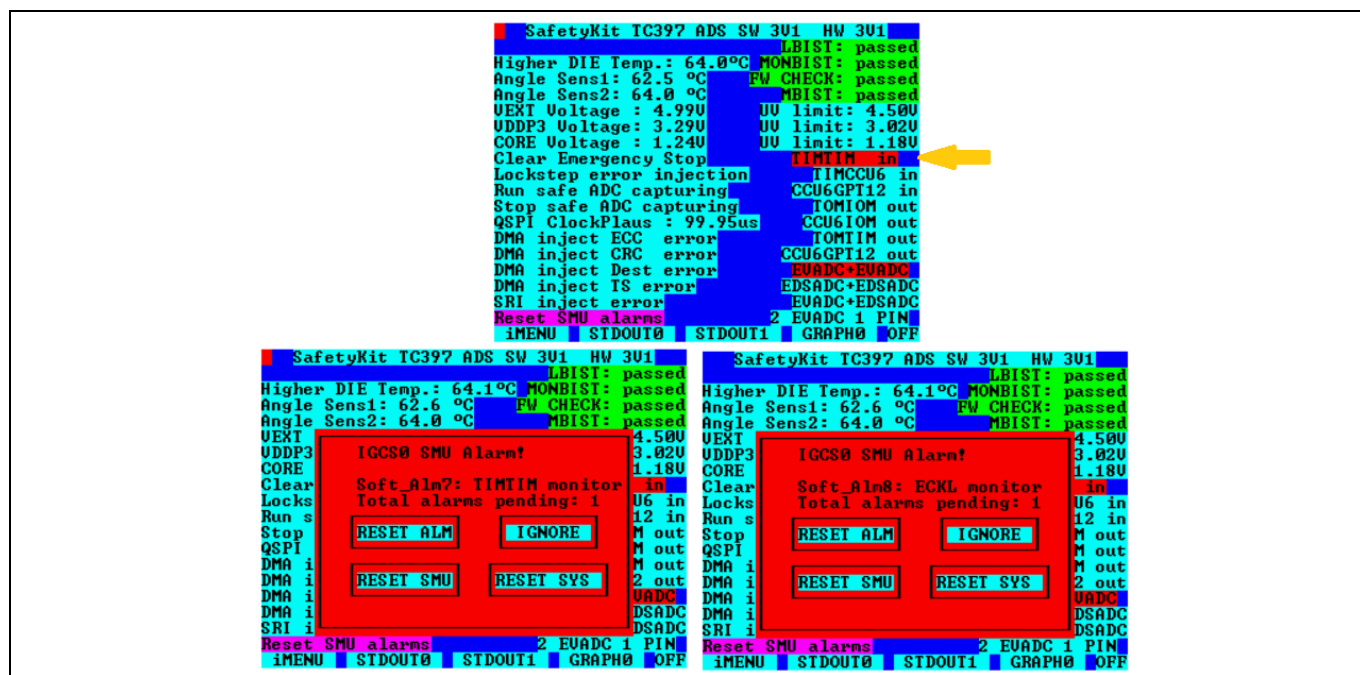 SafetyKit TC397 ADS SW 3V1 HW 3V1
LBIST: passed
Higher DIE Temp.: 64.0ºC MONBIST: passed
Angle Sens1: 62.5 ºC FW CHECK: passed
Angle Sens2: 64.0 ºC MBIST: passed
VEXT Voltage : 4.99V UV limit: 4.50V
VDDP3 Voltage: 3.29V UV limit: 3.02V
CORE Voltage : 1.24V UV limit: 1.18V
Clear Emergency Stop TIMTIM in
Lockstep error injection TIMCCU6 in
Run safe ADC capturing CCU6GPT12 in
Stop safe ADC capturing TOMIOM out
QSPI ClockPlaus : 99.95us CCU6IOM out
DMA inject ECC error TOMTIM out
DMA inject CRC error CCU6GPT12 out
DMA inject Dest error EVADC+EVADC
DMA inject TS error EDSADC+EDSADC
SRI inject error EVADC+EDSADC
Reset SMU alarms 2 EVADC 1 PIN
iMENU STDOUT0 STDOUT1 GRAPH0 OFF
SafetyKit TC397 ADS SW 3V1 HW 3V1
LBIST: passed
Higher DIE Temp.: 64.1ºC MONBIST: passed
Angle Sens1: 62.6 ºC FW CHECK: passed
Angle Sens2: 64.0 ºC MBIST: passed
VEXT 4.50V
VDDP3 IGCS0 SMU Alarm! 3.02V
CORE 1.18V
Clear Soft_Alm7: TIMTIM monitor in
Locks Total alarms pending: 1 U6 in
Run s 12 in
Stop RESET ALM IGNORE M out
QSPI M out
DMA i M out
DMA i RESET SMU RESET SYS 2 out
DMA i VADC
DMA i DSADC
SRI i DSADC
Reset SMU alarms 2 EVADC 1 PIN
iMENU STDOUT0 STDOUT1 GRAPH0 OFF
SafetyKit TC397 ADS SW 3V1 HW 3V1
LBIST: passed
Higher DIE Temp.: 64.1ºC MONBIST: passed
Angle Sens1: 62.6 ºC FW CHECK: passed
Angle Sens2: 64.0 ºC MBIST: passed
VEXT 4.50V
VDDP3 IGCS0 SMU Alarm! 3.02V
CORE 1.18V
Clear Soft_Alm8: ECKL monitor in
Locks Total alarms pending: 1 U6 in
Run s 12 in
Stop RESET ALM IGNORE M out
QSPI M out
DMA i M out
DMA i RESET SMU RESET SYS 2 out
DMA i VADC
DMA i DSADC
SRI i DSADC
Reset SMU alarms 2 EVADC 1 PIN
iMENU STDOUT0 STDOUT1 GRAPH0 OFF